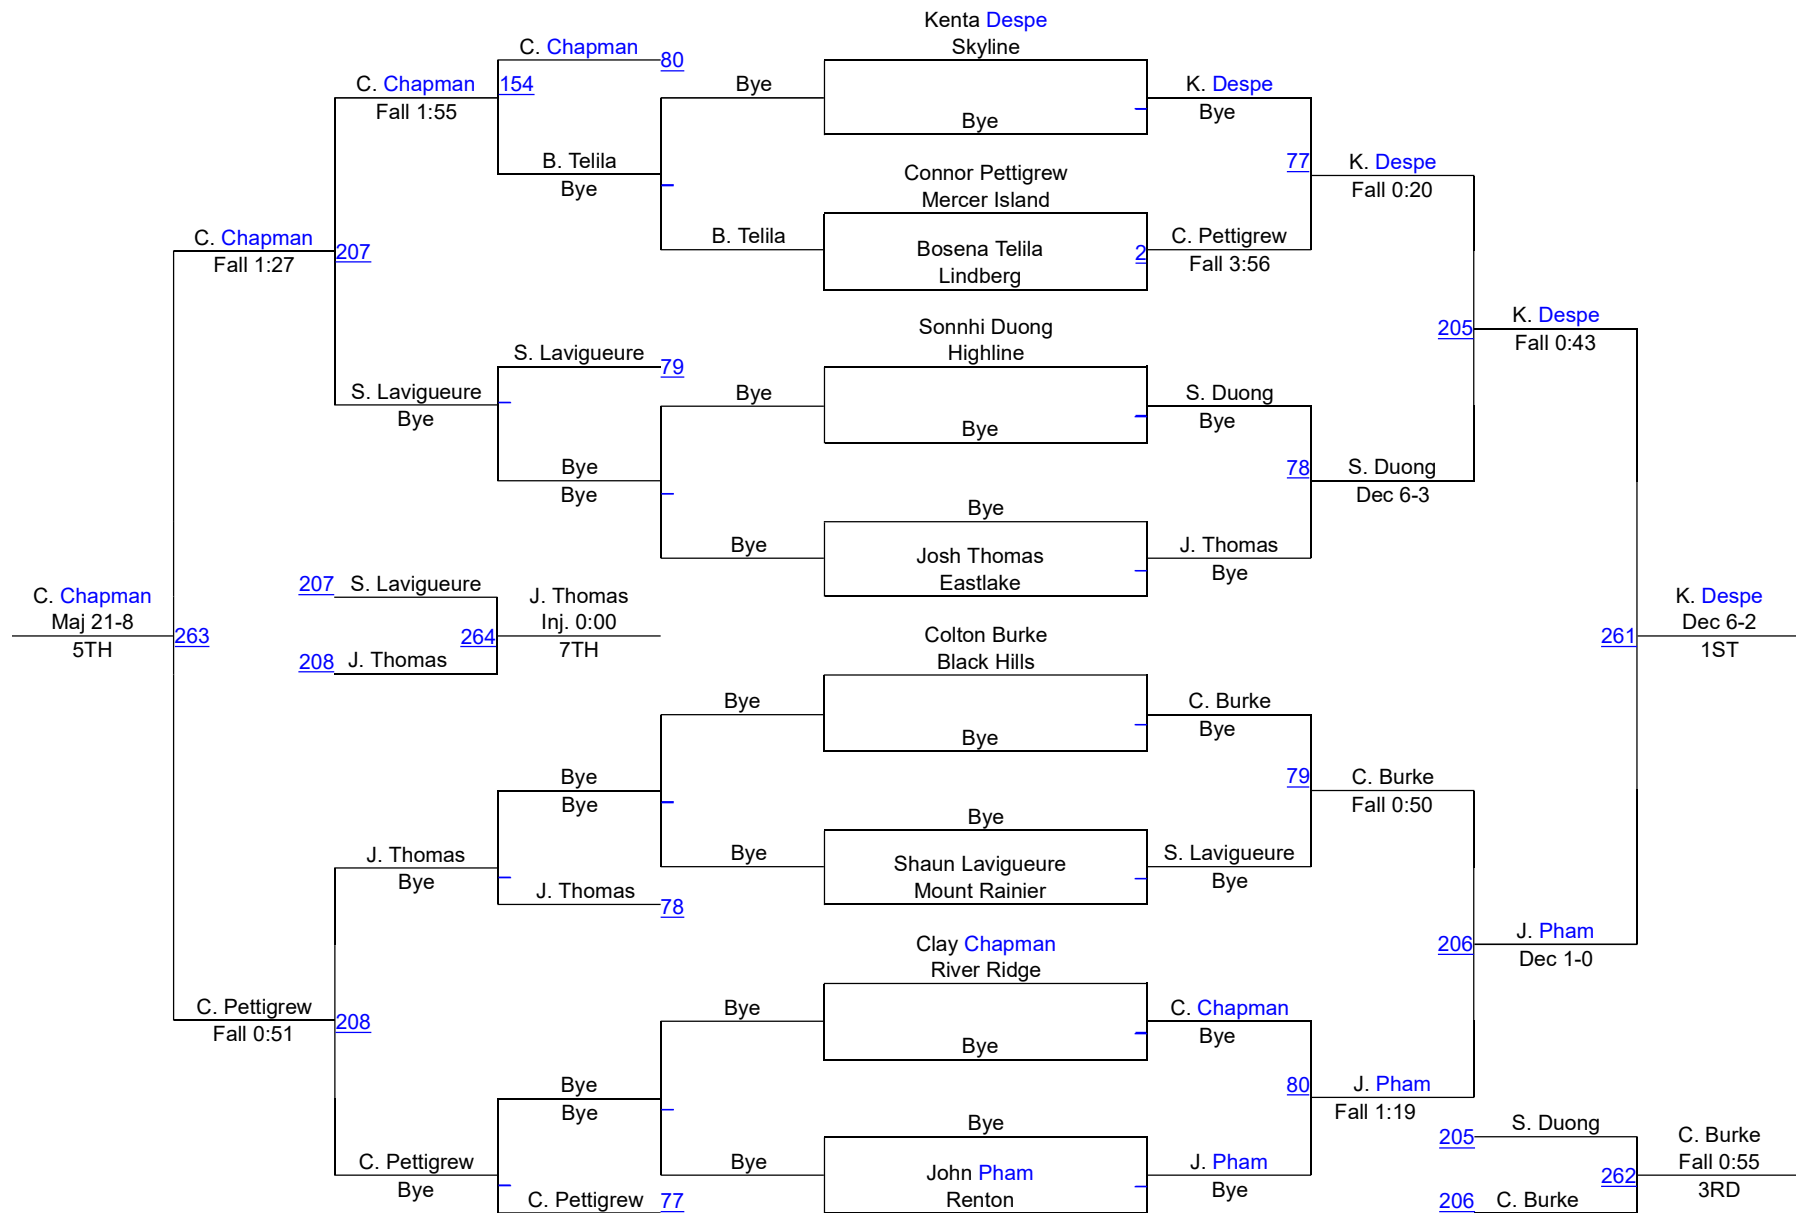 Kenta Despe
Skyline
C. Chapman
80
C. Chapman
154
Fall 1:55
Bye
K. Despe
Bye
Bye
B. Telila
Bye
77
K. Despe
Fall 0:20
Connor Pettigrew
Mercer Island
B. Telila
Bosena Telila
Lindberg
2
C. Pettigrew
Fall 3:56
C. Chapman
Fall 1:27
207
Sonnhi Duong
Highline
205
K. Despe
Fall 0:43
S. Lavigueure
79
S. Lavigueure
Bye
Bye
S. Duong
Bye
Bye
Bye
Bye
78
S. Duong
Dec 6-3
Bye
Bye
Josh Thomas
Eastlake
J. Thomas
Bye
207
S. Lavigueure
C. Chapman
Maj 21-8
5TH
263
J. Thomas
Inj. 0:00
7TH
264
208
J. Thomas
Colton Burke
Black Hills
261
K. Despe
Dec 6-2
1ST
Bye
C. Burke
Bye
Bye
Bye
Bye
79
C. Burke
Fall 0:50
Bye
J. Thomas
Bye
Bye
Shaun Lavigueure
Mount Rainier
S. Lavigueure
Bye
J. Thomas
78
Clay Chapman
River Ridge
206
J. Pham
Dec 1-0
C. Pettigrew
Fall 0:51
208
Bye
C. Chapman
Bye
Bye
Bye
Bye
80
J. Pham
Fall 1:19
Bye
205
S. Duong
C. Pettigrew
Bye
Bye
John Pham
Renton
J. Pham
Bye
262
C. Burke
Fall 0:55
3RD
C. Pettigrew
77
206
C. Burke